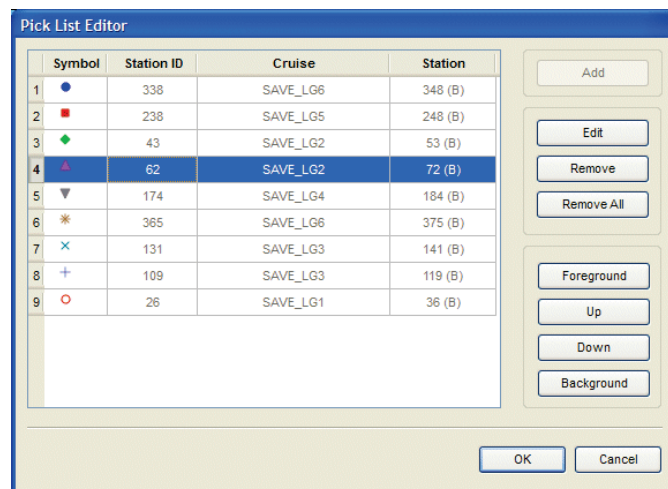 Pick List Editor
Symbol Station ID Cruise Station
1 338 SAVE_LG6 348 (B)
2 238 SAVE_LG5 248 (B)
3 43 SAVE_LG2 53 (B)
4 62 SAVE_LG2 72 (B)
5 174 SAVE_LG4 184 (B)
6 365 SAVE_LG6 375 (B)
7 131 SAVE_LG3 141 (B)
8 109 SAVE_LG3 119 (B)
9 26 SAVE_LG1 36 (B)
Add
Edit
Remove
Remove All
Foreground
Up
Down
Background
OK Cancel